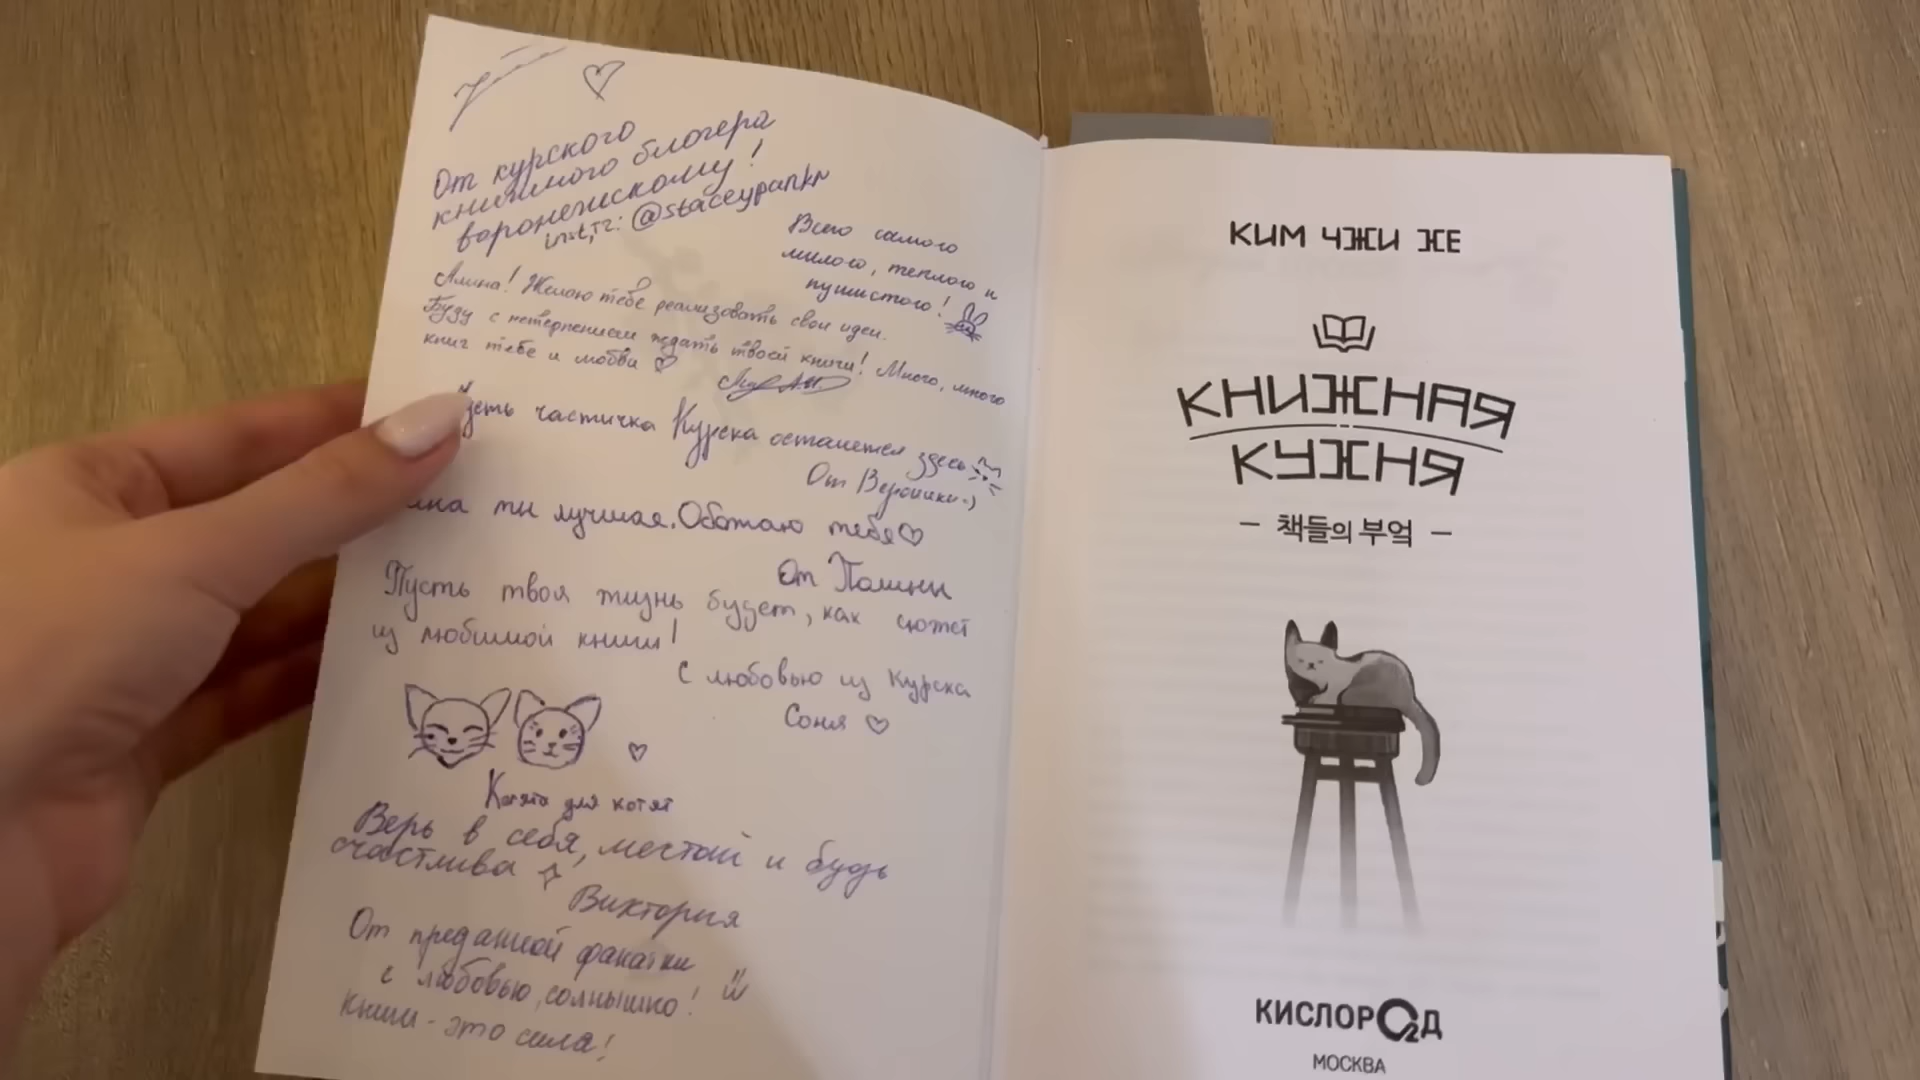 От курского
книжного блогера
воронежскому!
inst, тг: @staceypankr
Всего самого
милого, теплого и
пушистого!
Алина! Желаю тебе реализовать свои идеи.
Буду с нетерпением ждать твоей книги! Много, много
книг тебе и любви
Пусть частичка Курска останется здесь
От Вероники :)
ты лучшая. Обожаю тебя
От Полины
Пусть твоя жизнь будет, как сюжет
из любимой книги!
С любовью из Курска
Соня
Котята для котят
Верь в себя, мечтай и будь
счастлива
Виктория
От преданной фанатки
с любовью, солнышко!
Книги - это сила!
КИМ ЧЖИ ХЕ
КНИЖНАЯ
КУХНЯ
— 책들의 부엌 —
КИСЛОРОД
МОСКВА